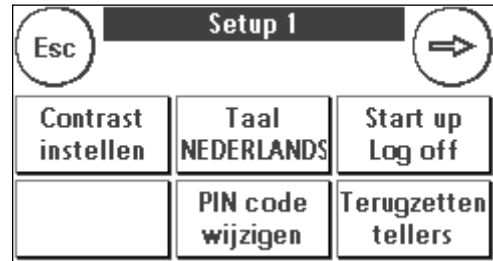 Esc
Setup 1
Contrast
instellen
Taal
NEDERLANDS
Start up
Log off
PIN code
wijzigen
Terugzetten
tellers